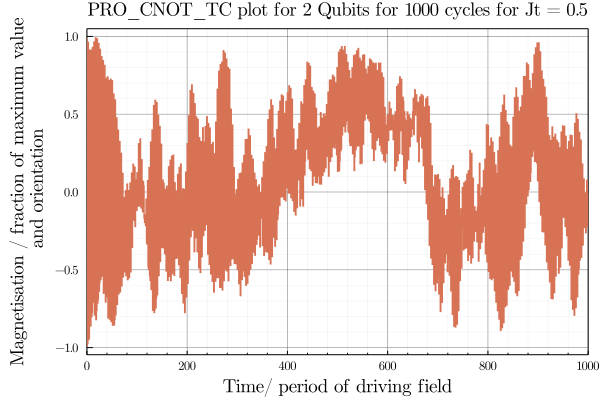 PRO_CNOT_TC plot for 2 Qubits for 1000 cycles for Jt = 0.5
Magnetisation / fraction of maximum value
and orientation
1.0
0.5
0.0
−0.5
−1.0
0
200
400
600
800
1000
Time/ period of driving field